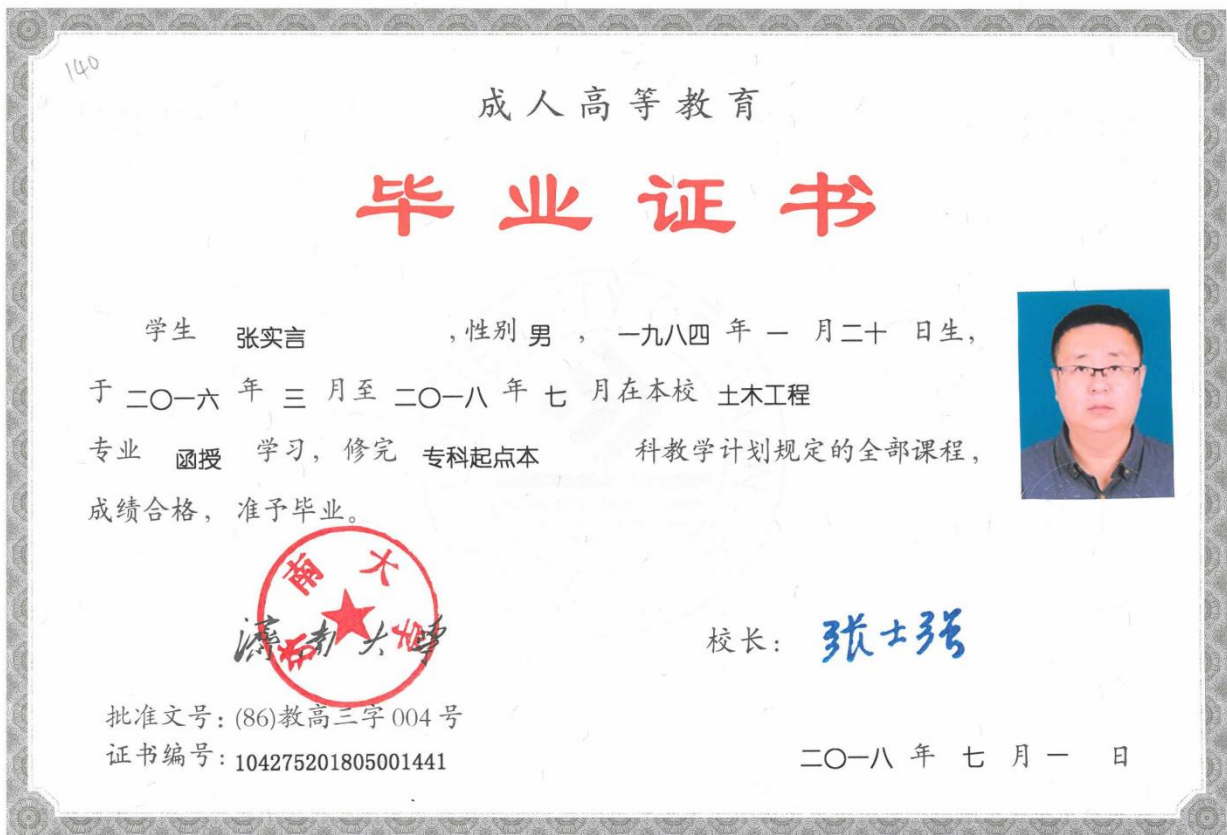 140
成人高等教育
毕业证书
学生 张实言 ,性别 男 , 一九八四 年 一 月二十 日生,
于 二〇一六 年 三 月至 二〇一八 年 七 月在本校 土木工程
专业 函授 学习, 修完 专科起点本 科教学计划规定的全部课程,
成绩合格, 准予毕业。
济南大学
濟南大學
校长: 张士强
批准文号: (86)教高三字 004 号
证书编号: 104275201805001441
二〇一八 年 七 月 一 日